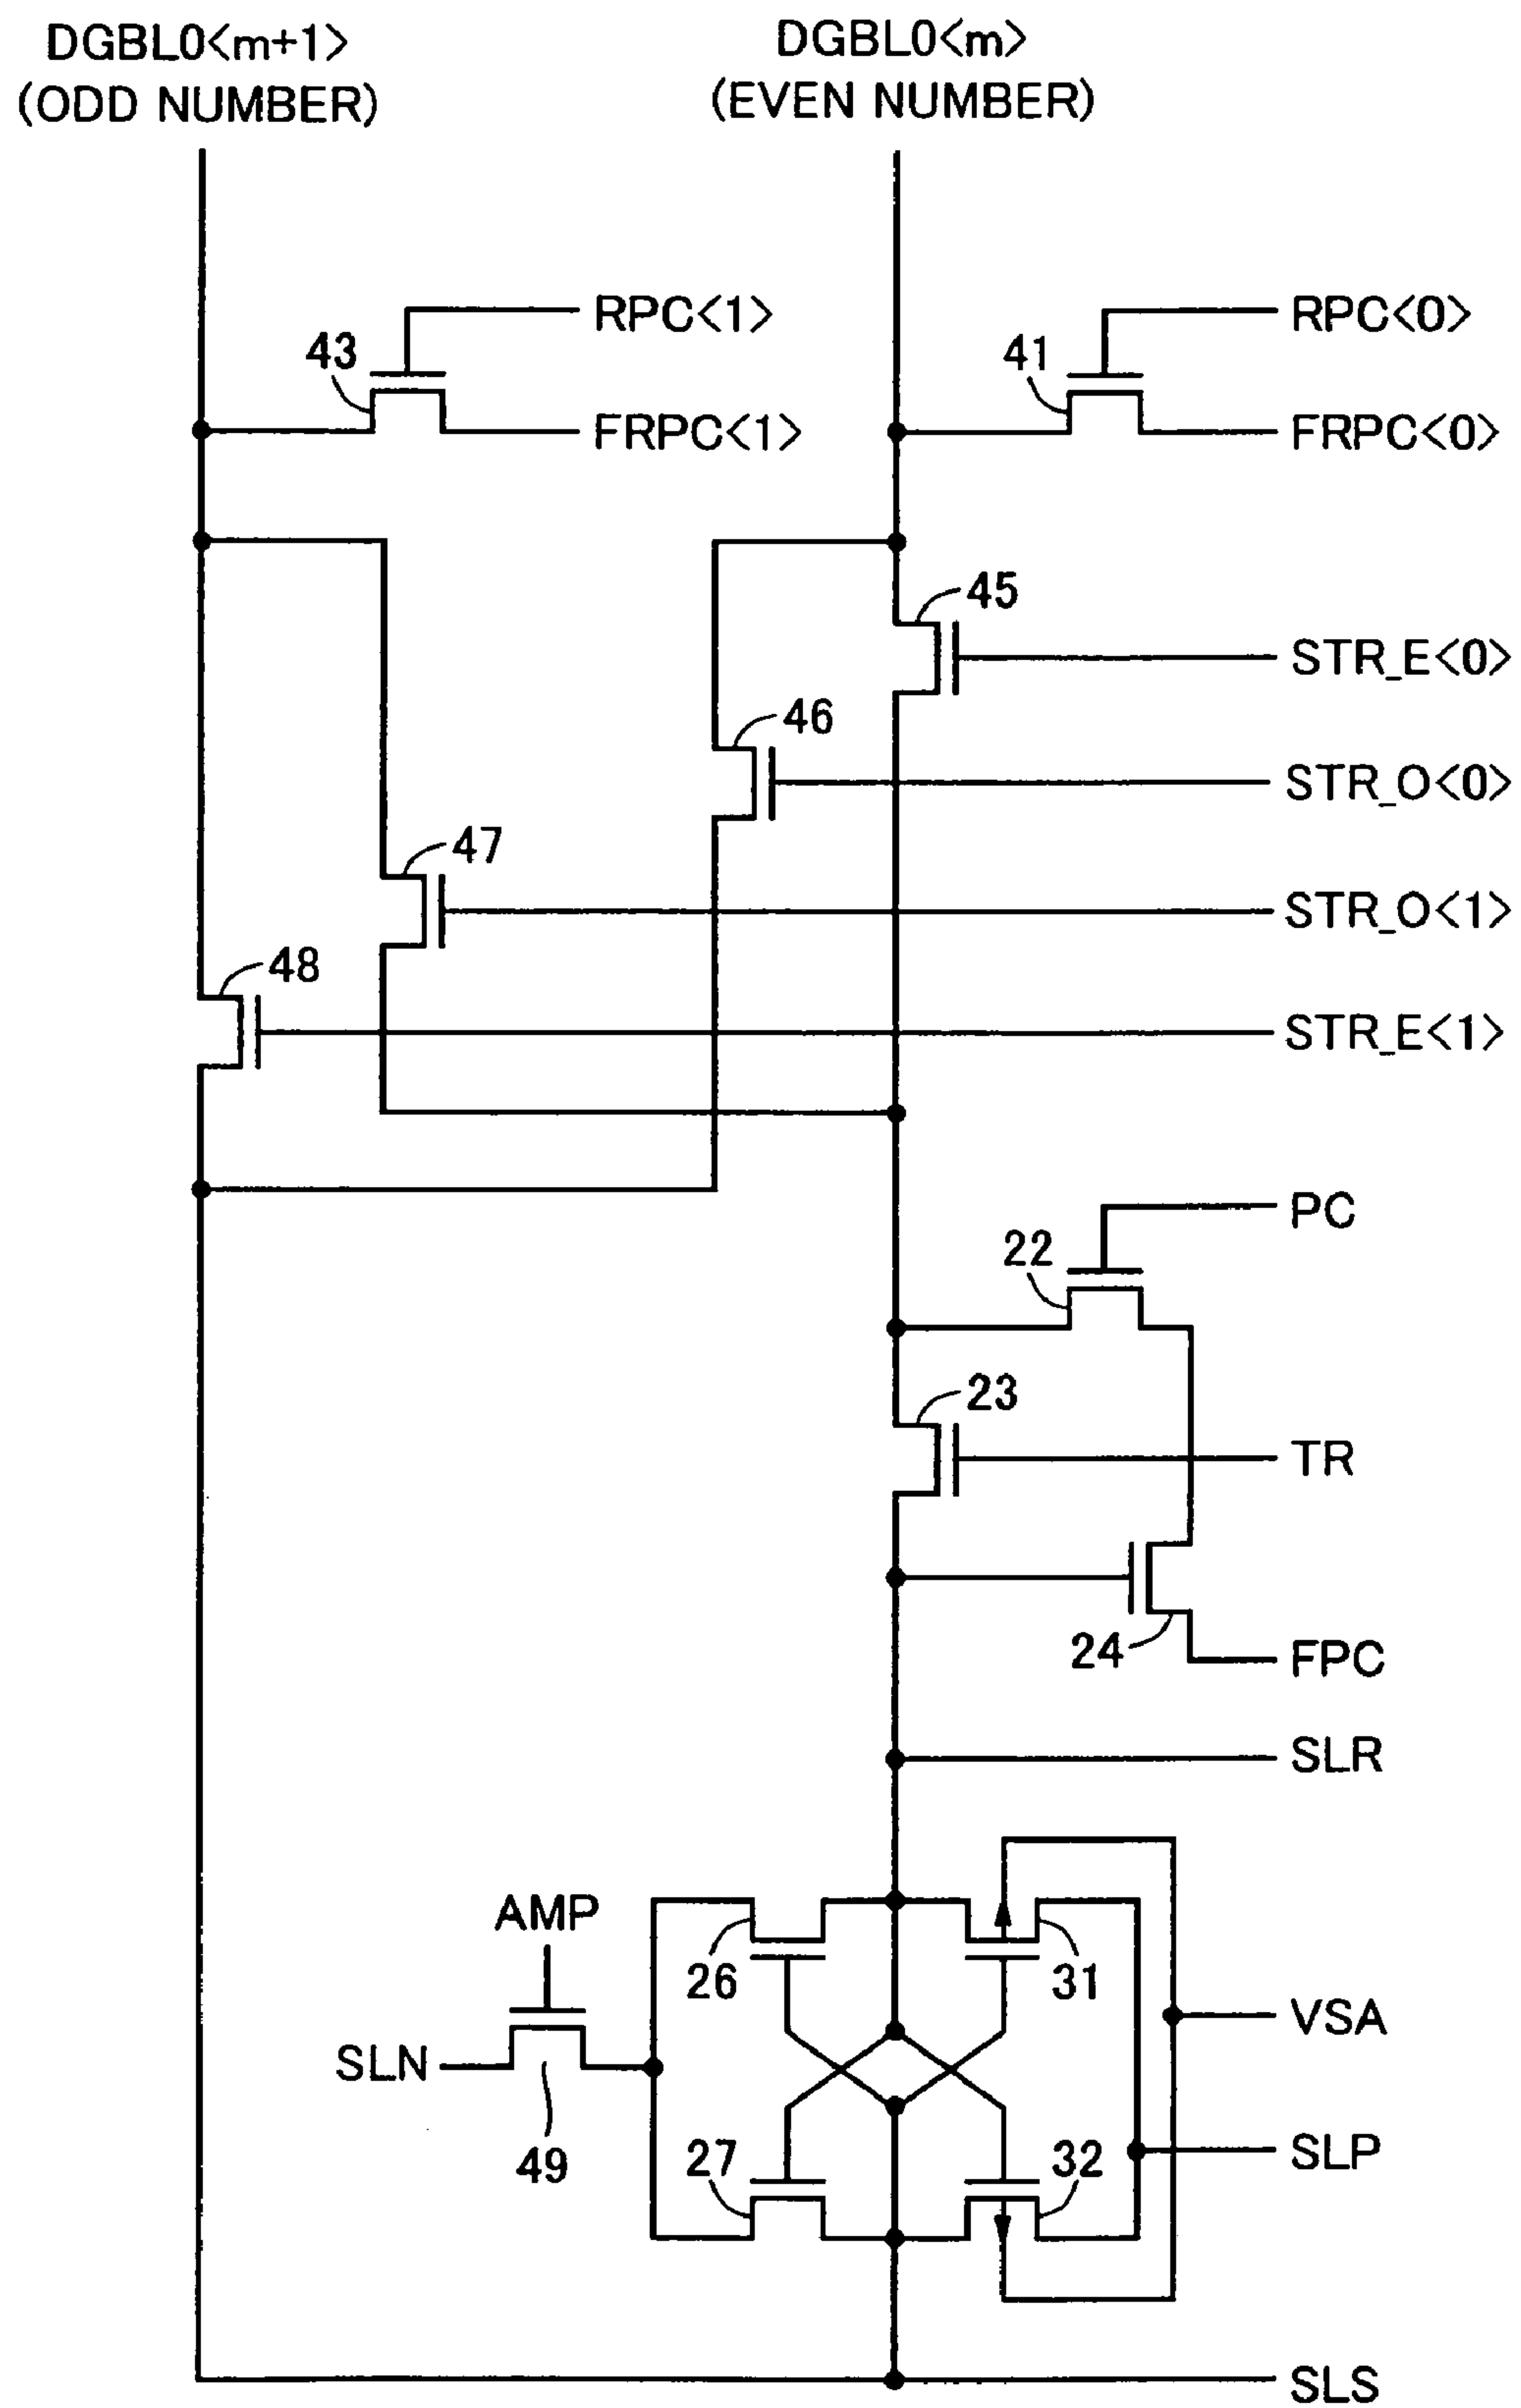 DGBL0<m+1>
(ODD NUMBER)
DGBL0<m>
(EVEN NUMBER)
RPC<1>
RPC<0>
43
41
FRPC<1>
FRPC<0>
45
STR_E<0>
46
STR_O<0>
47
STR_O<1>
48
STR_E<1>
PC
22
23
TR
24
FPC
SLR
AMP
26
31
VSA
SLN
49
27
32
SLP
SLS